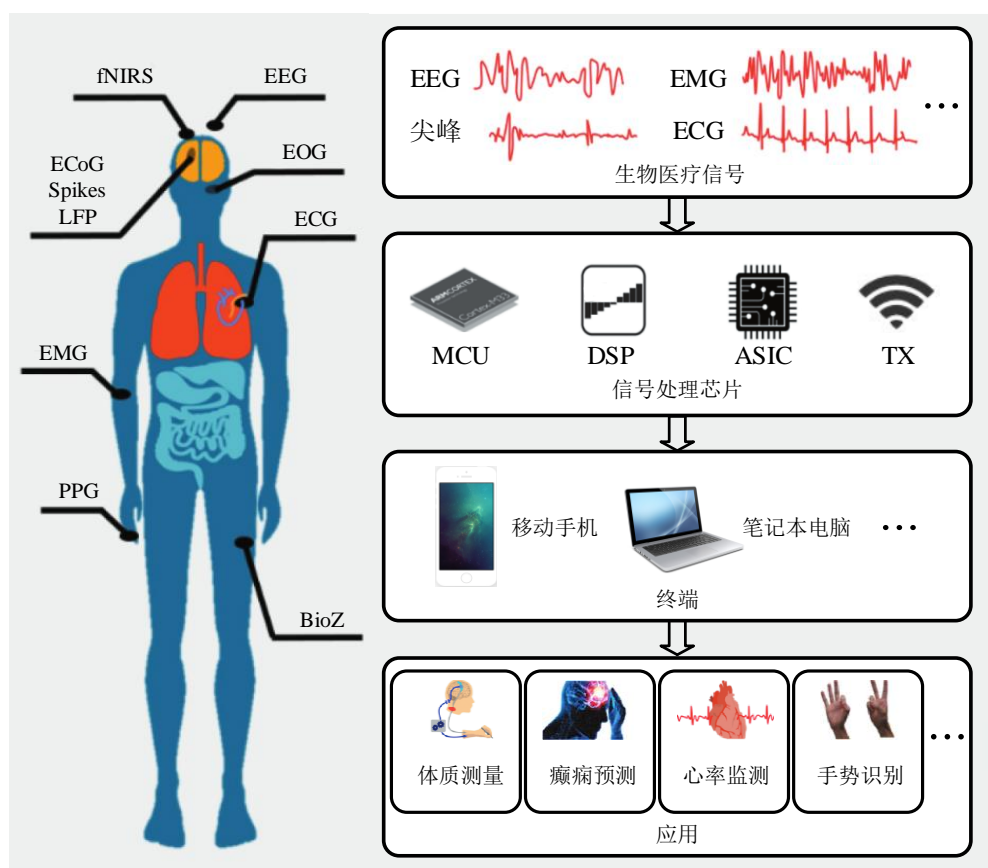 fNIRS
EEG
ECoG
Spikes
LFP
EOG
ECG
EMG
PPG
BioZ
EEG
EMG
尖峰
ECG
...
生物医疗信号
ARMCORTEX
Cortex-M33
MCU
DSP
ASIC
TX
信号处理芯片
移动手机
笔记本电脑
...
终端
体质测量
癫痫预测
心率监测
手势识别
...
应用